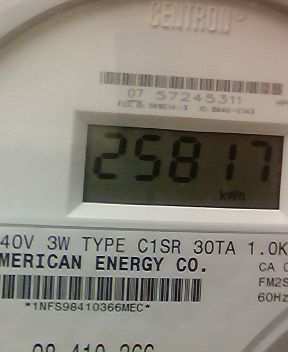 CENTRON®
07 57245311
25817
kWh
40V 3W TYPE C1SR 30TA 1.0K
MERICAN ENERGY CO.
CA 0
FM2S
60Hz
*1NFS98410366MEC*